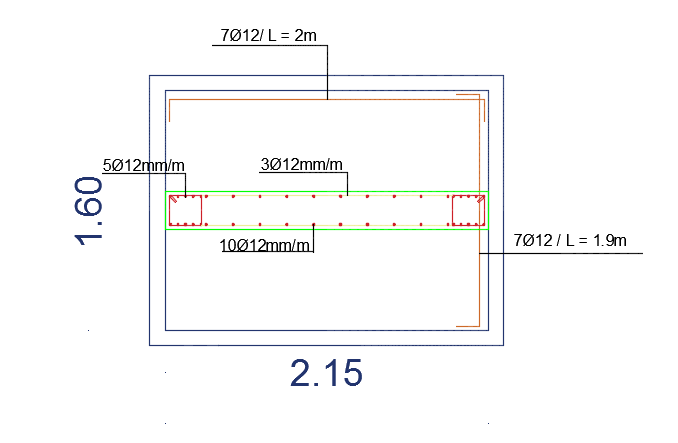 7Ø12/ L = 2m
5Ø12mm/m
3Ø12mm/m
1.60
10Ø12mm/m
7Ø12 / L = 1.9m
2.15